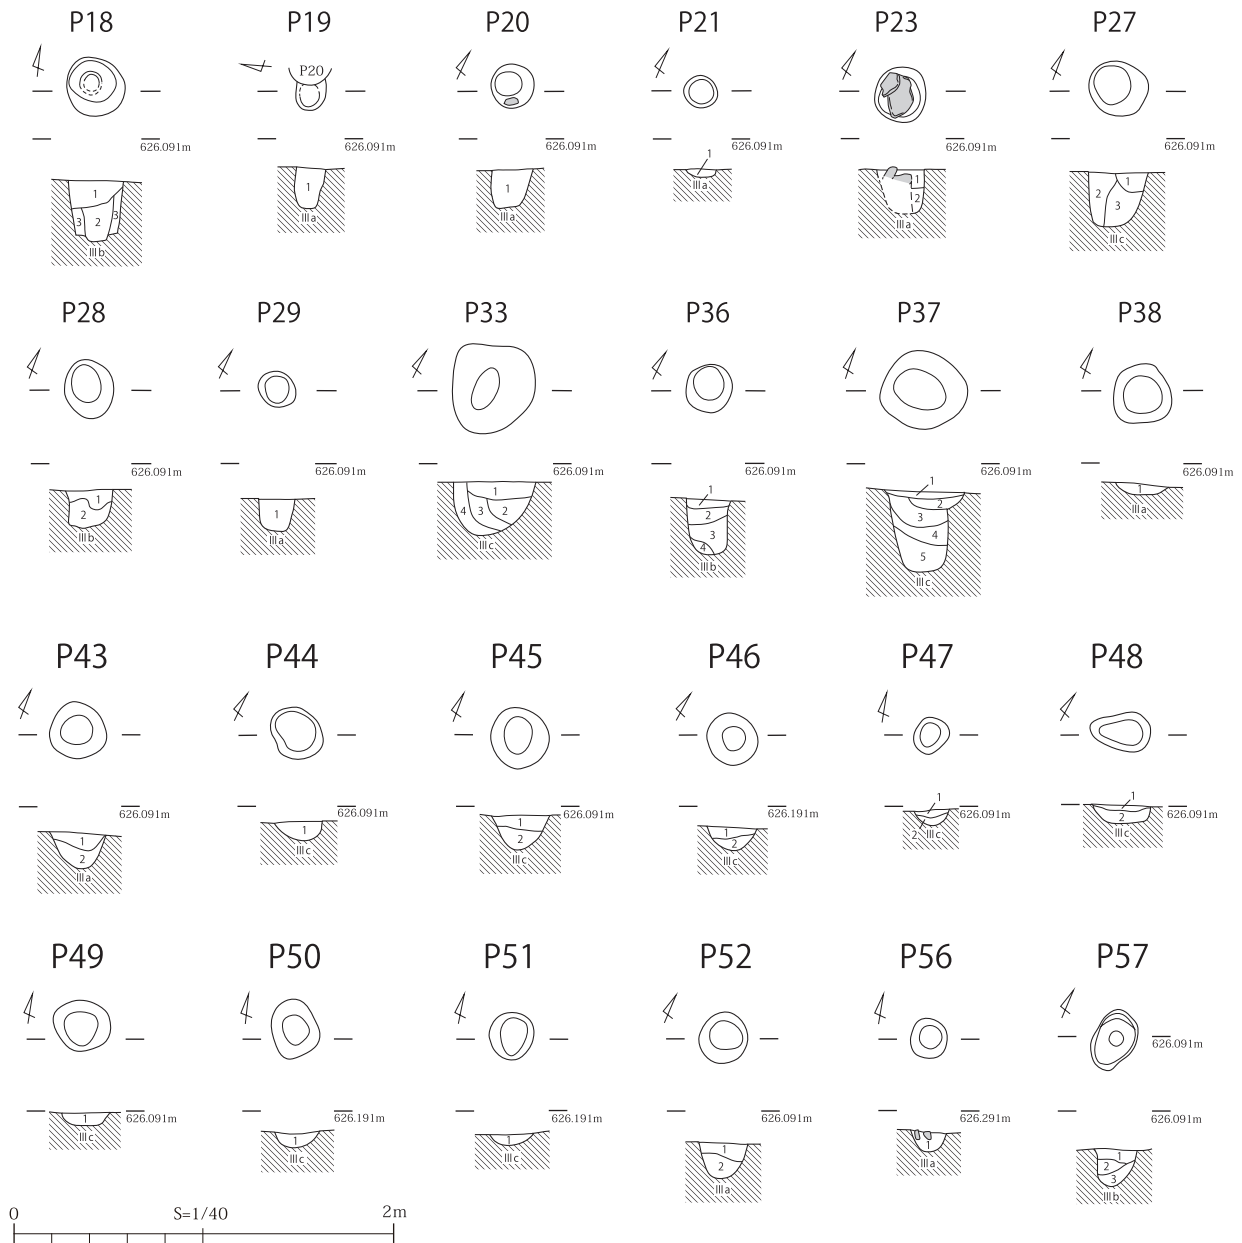 P18 P19 P20 P21 P23 P27
P20
626.091m 626.091m 626.091m 626.091m 626.091m 626.091m
1 2 3 3 Ⅲb
1 Ⅲa
1 Ⅲa
1 Ⅲa
1 2 Ⅲa
1 2 3 Ⅲc
P28 P29 P33 P36 P37 P38
626.091m 626.091m 626.091m 626.091m 626.091m 626.091m
1 2 Ⅲb
1 Ⅲa
1 4 3 2 Ⅲc
1 2 3 4 Ⅲb
1 2 3 4 5 Ⅲc
1 Ⅲa
P43 P44 P45 P46 P47 P48
626.091m 626.091m 626.091m 626.191m 626.091m 626.091m
1 2 Ⅲa
1 Ⅲc
1 2 Ⅲc
1 2 Ⅲc
1 2 Ⅲc
1 2 Ⅲc
P49 P50 P51 P52 P56 P57
626.091m
626.091m 626.191m 626.191m 626.091m 626.291m 626.091m
1 Ⅲc
1 Ⅲc
1 Ⅲc
1 2 Ⅲa
1 Ⅲa
1 2 3 Ⅲb
0 S=1/40 2m